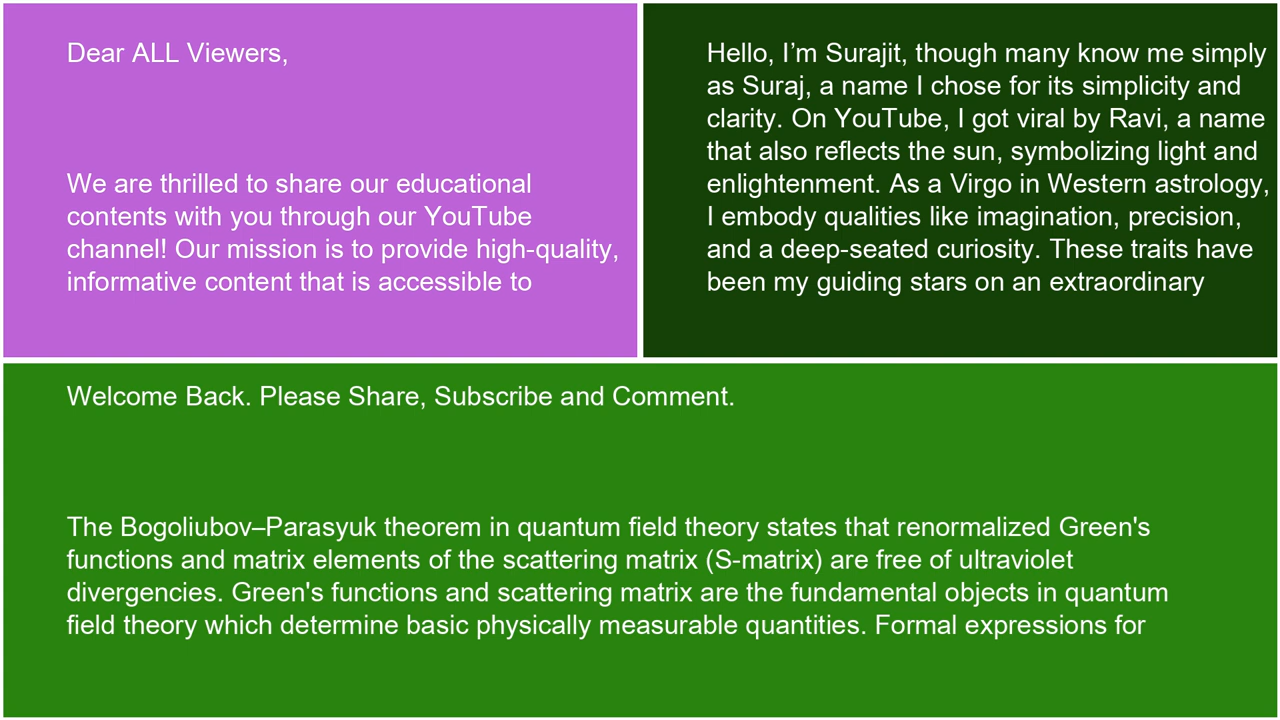 Dear ALL Viewers,
We are thrilled to share our educational
contents with you through our YouTube
channel! Our mission is to provide high-quality,
informative content that is accessible to
Hello, I’m Surajit, though many know me simply
as Suraj, a name I chose for its simplicity and
clarity. On YouTube, I got viral by Ravi, a name
that also reflects the sun, symbolizing light and
enlightenment. As a Virgo in Western astrology,
I embody qualities like imagination, precision,
and a deep-seated curiosity. These traits have
been my guiding stars on an extraordinary
Welcome Back. Please Share, Subscribe and Comment.
The Bogoliubov–Parasyuk theorem in quantum field theory states that renormalized Green's
functions and matrix elements of the scattering matrix (S-matrix) are free of ultraviolet
divergencies. Green's functions and scattering matrix are the fundamental objects in quantum
field theory which determine basic physically measurable quantities. Formal expressions for